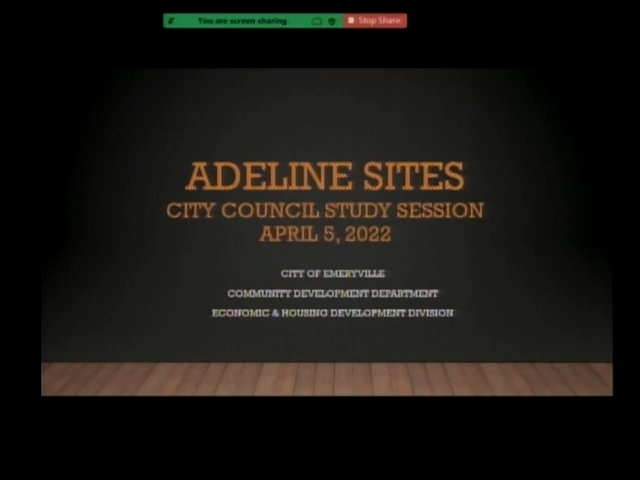 You are screen sharing
Stop Share
ADELINE SITES
CITY COUNCIL STUDY SESSION
APRIL 5, 2022
CITY OF EMERYVILLE
COMMUNITY DEVELOPMENT DEPARTMENT
ECONOMIC & HOUSING DEVELOPMENT DIVISION